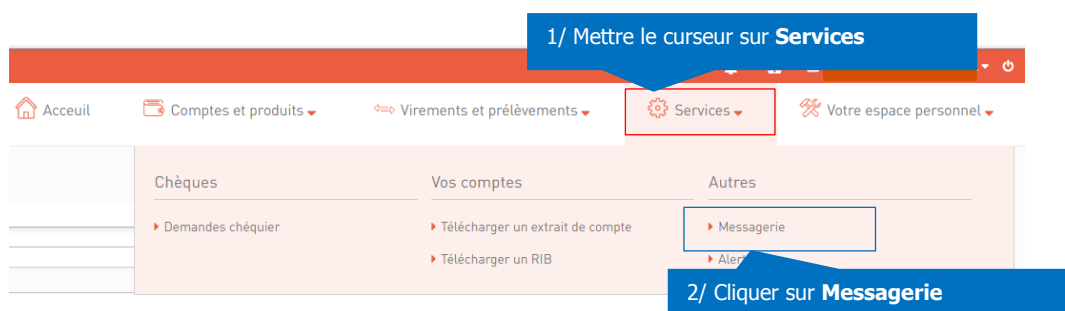 1/ Mettre le curseur sur Services
Acceuil
Comptes et produits
Virements et prélèvements
Services
Votre espace personnel
Chèques
Vos comptes
Autres
Demandes chéquier
Télécharger un extrait de compte
Messagerie
Télécharger un RIB
2/ Cliquer sur Messagerie